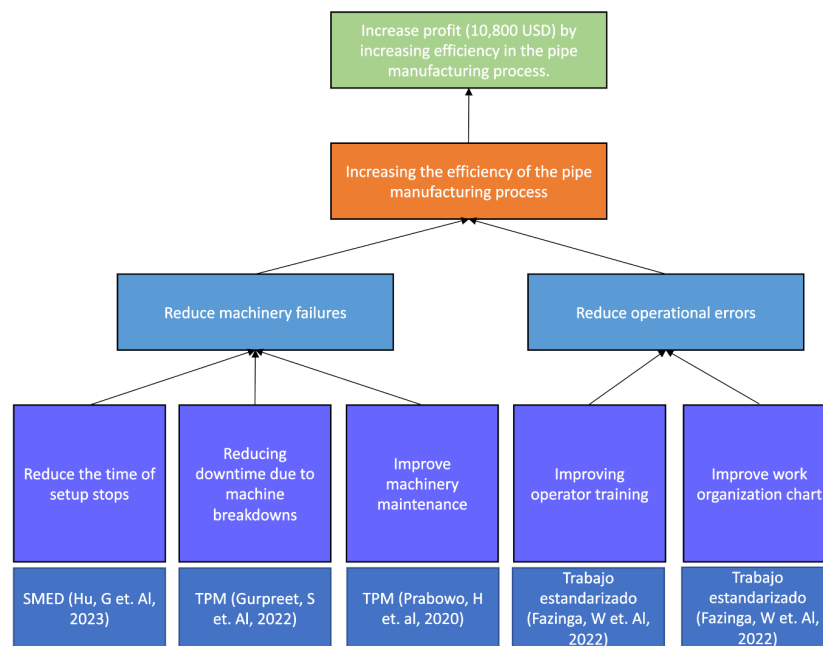 Increase profit (10,800 USD) by
increasing efficiency in the pipe
manufacturing process.
Increasing the efficiency of the pipe
manufacturing process
Reduce machinery failures
Reduce operational errors
Reduce the time of
setup stops
Reducing
downtime due to
machine
breakdowns
Improve
machinery
maintenance
Improving
operator training
Improve work
organization chart
SMED (Hu, G et. Al,
2023)
TPM (Gurpreet, S
et. Al, 2022)
TPM (Prabowo, H
et. al, 2020)
Trabajo
estandarizado
(Fazinga, W et. Al,
2022)
Trabajo
estandarizado
(Fazinga, W et. Al,
2022)